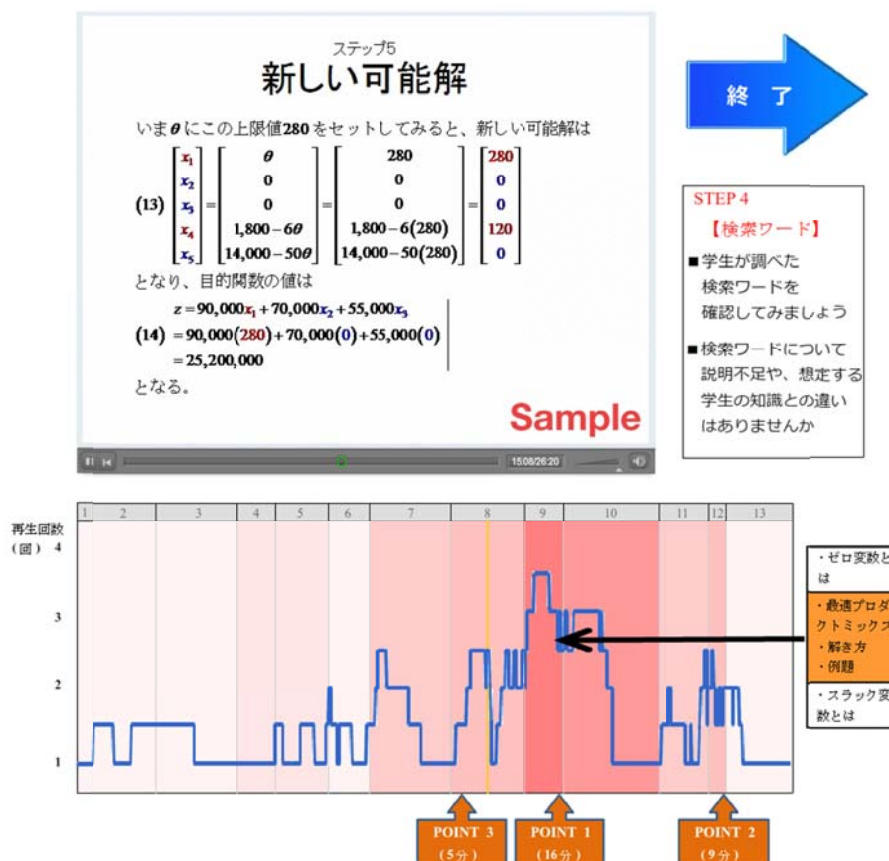 ステップ5
新しい可能解
いまθにこの上限値280をセットしてみると、新しい可能解は
(13) [x₁ x₂ x₃ x₄ x₅] = [θ 0 0 1,800−6θ 14,000−50θ] = [280 0 0 1,800−6(280) 14,000−50(280)] = [280 0 0 120 0]
となり、目的関数の値は
z=90,000x₁+70,000x₂+55,000x₃
(14) =90,000(280)+70,000(0)+55,000(0)
=25,200,000
となる。
Sample
15:08/26:20
終 了
STEP 4
【検索ワード】
■学生が調べた
検索ワードを
確認してみましょう
■検索ワードについて
説明不足や、想定する
学生の知識との違い
はありませんか
再生回数
(回)
1 2 3 4 5 6 7 8 9 10 11 12 13
4
3
2
1
・ゼロ変数と
は
・最適プロダ
クトミックス
・解き方
・例題
・スラック変
数とは
POINT 3
(5分)
POINT 1
(16分)
POINT 2
(9分)